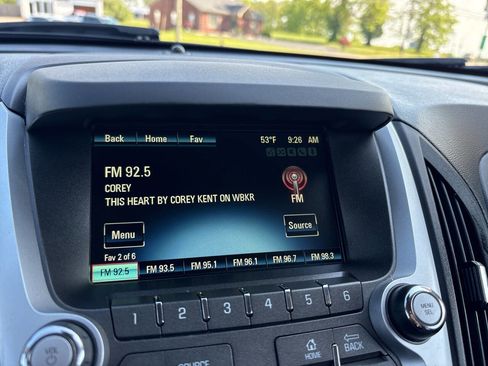 Back Home Fav 53°F 9:26 AM
FM 92.5
COREY
THIS HEART BY COREY KENT ON WBKR
FM
Menu Source
Fav 2 of 6
FM 92.5 FM 93.5 FM 95.1 FM 96.1 FM 96.7 FM 98.3
1 2 3 4 5 6
MENU
SEL
VOL
HOME BACK
SOURCE